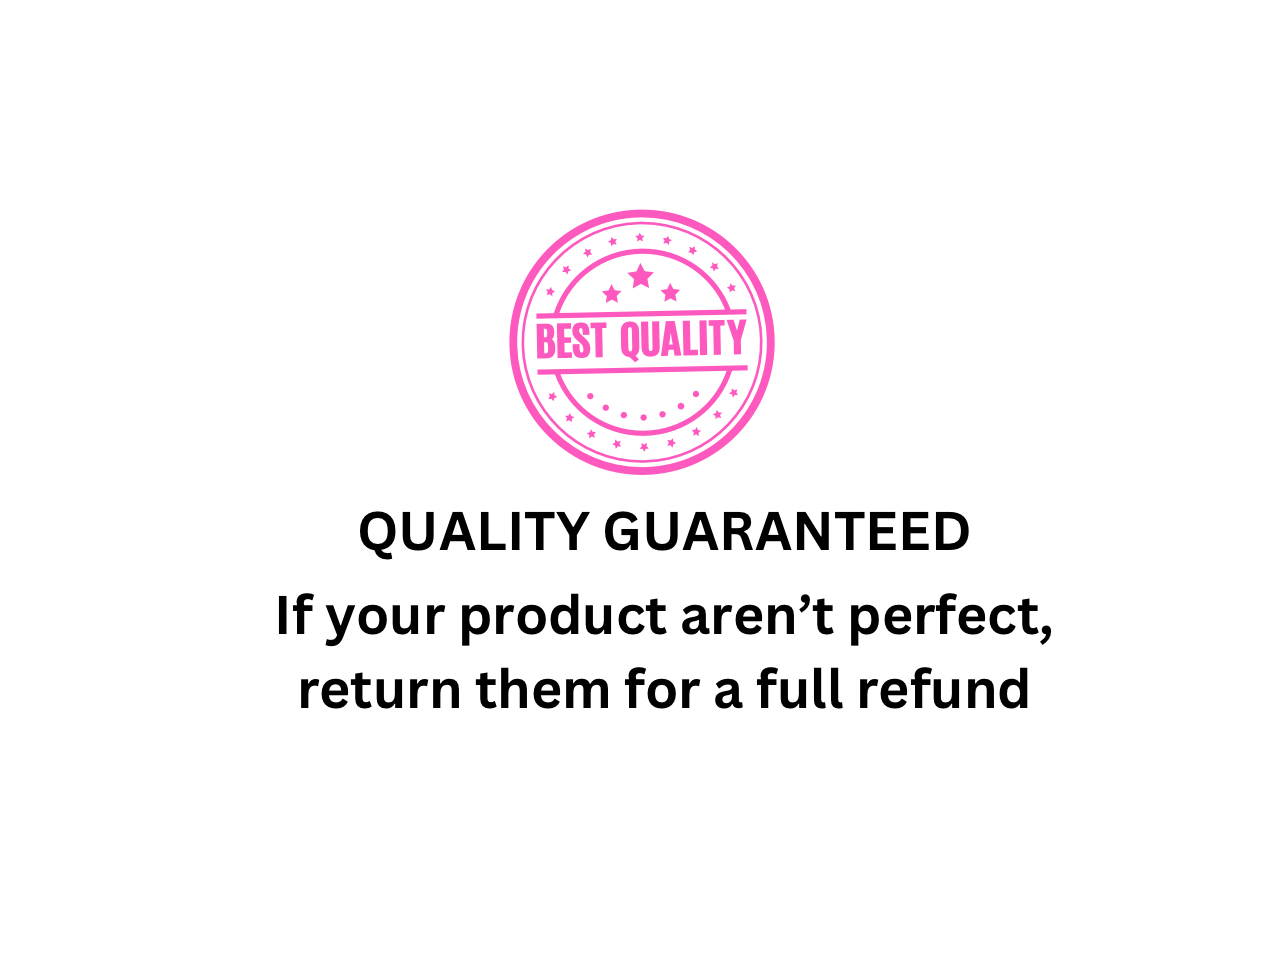 BEST QUALITY
QUALITY GUARANTEED
If your product aren’t perfect,
return them for a full refund